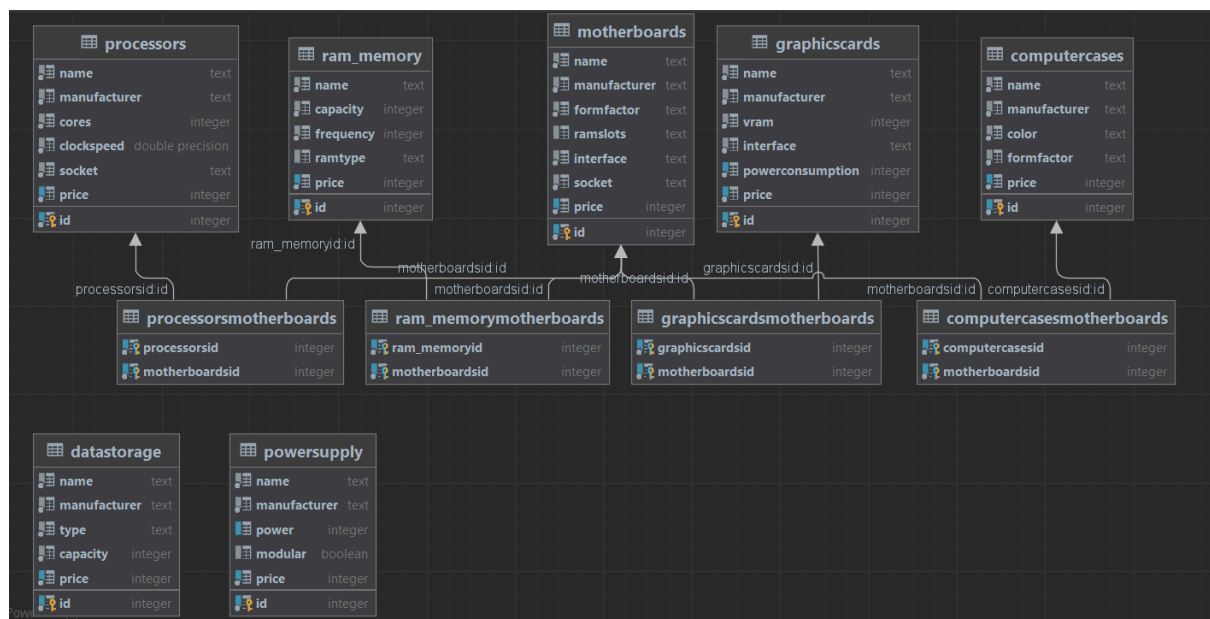 processors
name text
manufacturer text
cores integer
clockspeed double precision
socket text
price integer
id integer
ram_memory
name text
capacity integer
frequency integer
ramtype text
price integer
id integer
motherboards
name text
manufacturer text
formfactor text
ramslots text
interface text
socket text
price integer
id integer
graphicscards
name text
manufacturer text
vram integer
interface text
powerconsumption integer
price integer
id integer
computercases
name text
manufacturer text
color text
formfactor text
price integer
id integer
ram_memoryid:id
motherboardsid:id
motherboardsid:id
graphicscardsid:id
processorsid:id
motherboardsid:id
motherboardsid:id
computercasesid:id
processorsmotherboards
processorsid integer
motherboardsid integer
ram_memorymotherboards
ram_memoryid integer
motherboardsid integer
graphicscardsmotherboards
graphicscardsid integer
motherboardsid integer
computercasesmotherboards
computercasesid integer
motherboardsid integer
datastorage
name text
manufacturer text
type text
capacity integer
price integer
id integer
powersupply
name text
manufacturer text
power integer
modular boolean
price integer
id integer